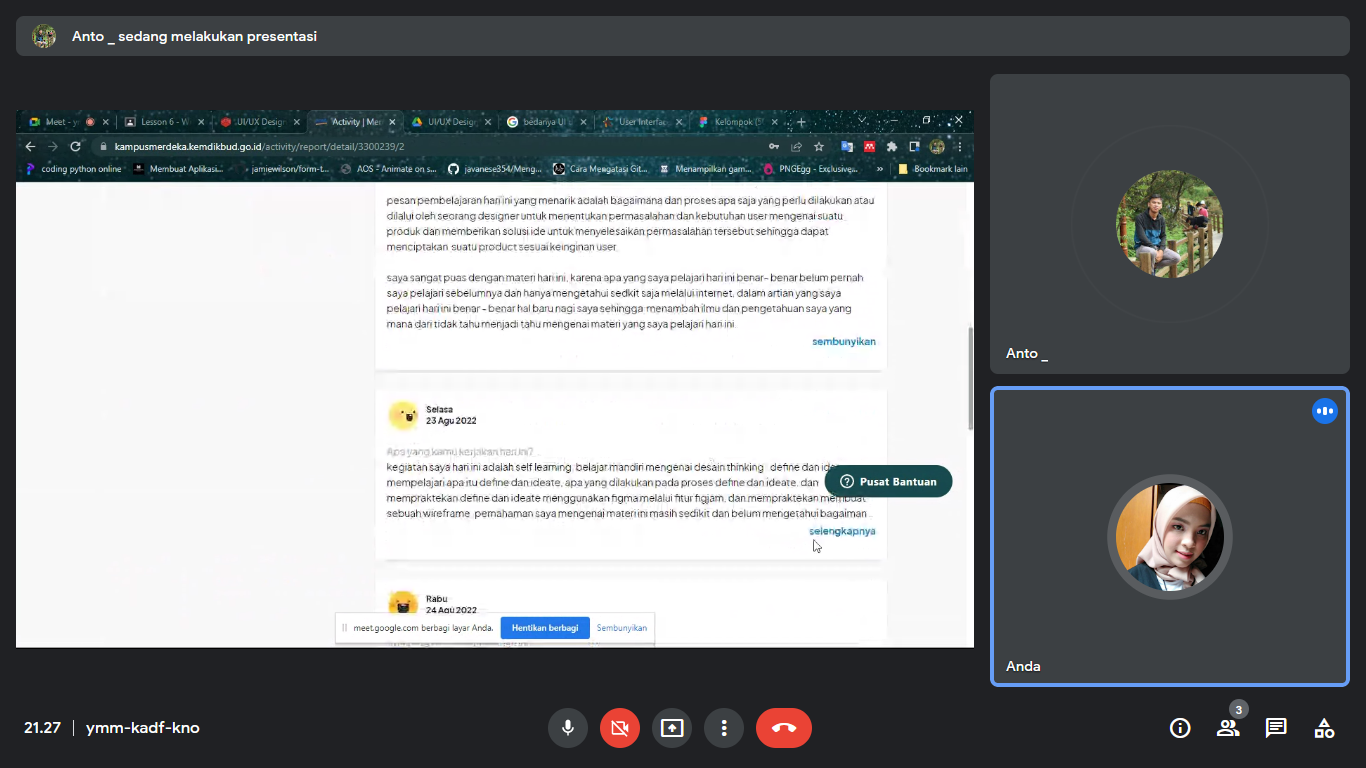 Anto _ sedang melakukan presentasi
Meet - y
Lesson 6 - W
UI/UX Design
Activity | Mer
UI/UX Desig
bedanya UI
User Interfac
Kelompok
kampusmerdeka.kemdikbud.go.id/activity/report/detail/3300239/2
coding python online
Membuat Aplikasi...
jamiewilson/form-t...
AOS - Animate on s...
javanese354/Meng...
Cara Mengatasi Git...
Menampilkan gam...
PNGEgg - Exclusive...
»
Bookmark lain
pesan pembelajaran hari ini yang menarik adalah bagaimana dan proses apa saja yang perlu dilakukan atau
dilalui oleh seorang designer untuk menentukan permasalahan dan kebutuhan user mengenai suatu
produk dan memberikan solusi ide untuk menyelesaikan permasalahan tersebut sehingga dapat
menciptakan suatu product sesuai keinginan user.
saya sangat puas dengan materi hari ini, karena apa yang saya pelajari hari ini benar- benar belum pernah
saya pelajari sebelumnya dan hanya mengetahui sedkit saja melalui internet, dalam artian yang saya
pelajari hari ini benar - benar hal baru nagi saya sehingga menambah ilmu dan pengetahuan saya yang
mana dari tidak tahu menjadi tahu mengenai materi yang saya pelajari hari ini.
sembunyikan
Selasa
23 Agu 2022
Apa yang kamu kerjakan hari ini?
kegiatan saya hari ini adalah self learning, belajar mandiri mengenai desain thinking define dan ide
mempelajari apa itu define dan ideate, apa yang dilakukan pada proses define dan ideate, dan
mempraktekan define dan ideate menggunakan figma melalui fitur figjam, dan mempraktekan membuat
sebuah wireframe. pemahaman saya mengenai materi ini masih sedikit dan belum mengetahui bagaiman...
selengkapnya
Pusat Bantuan
Rabu
24 Agu 2022
meet.google.com berbagi layar Anda.
Hentikan berbagi
Sembunyikan
Anto _
Anda
21.27
ymm-kadf-kno
3